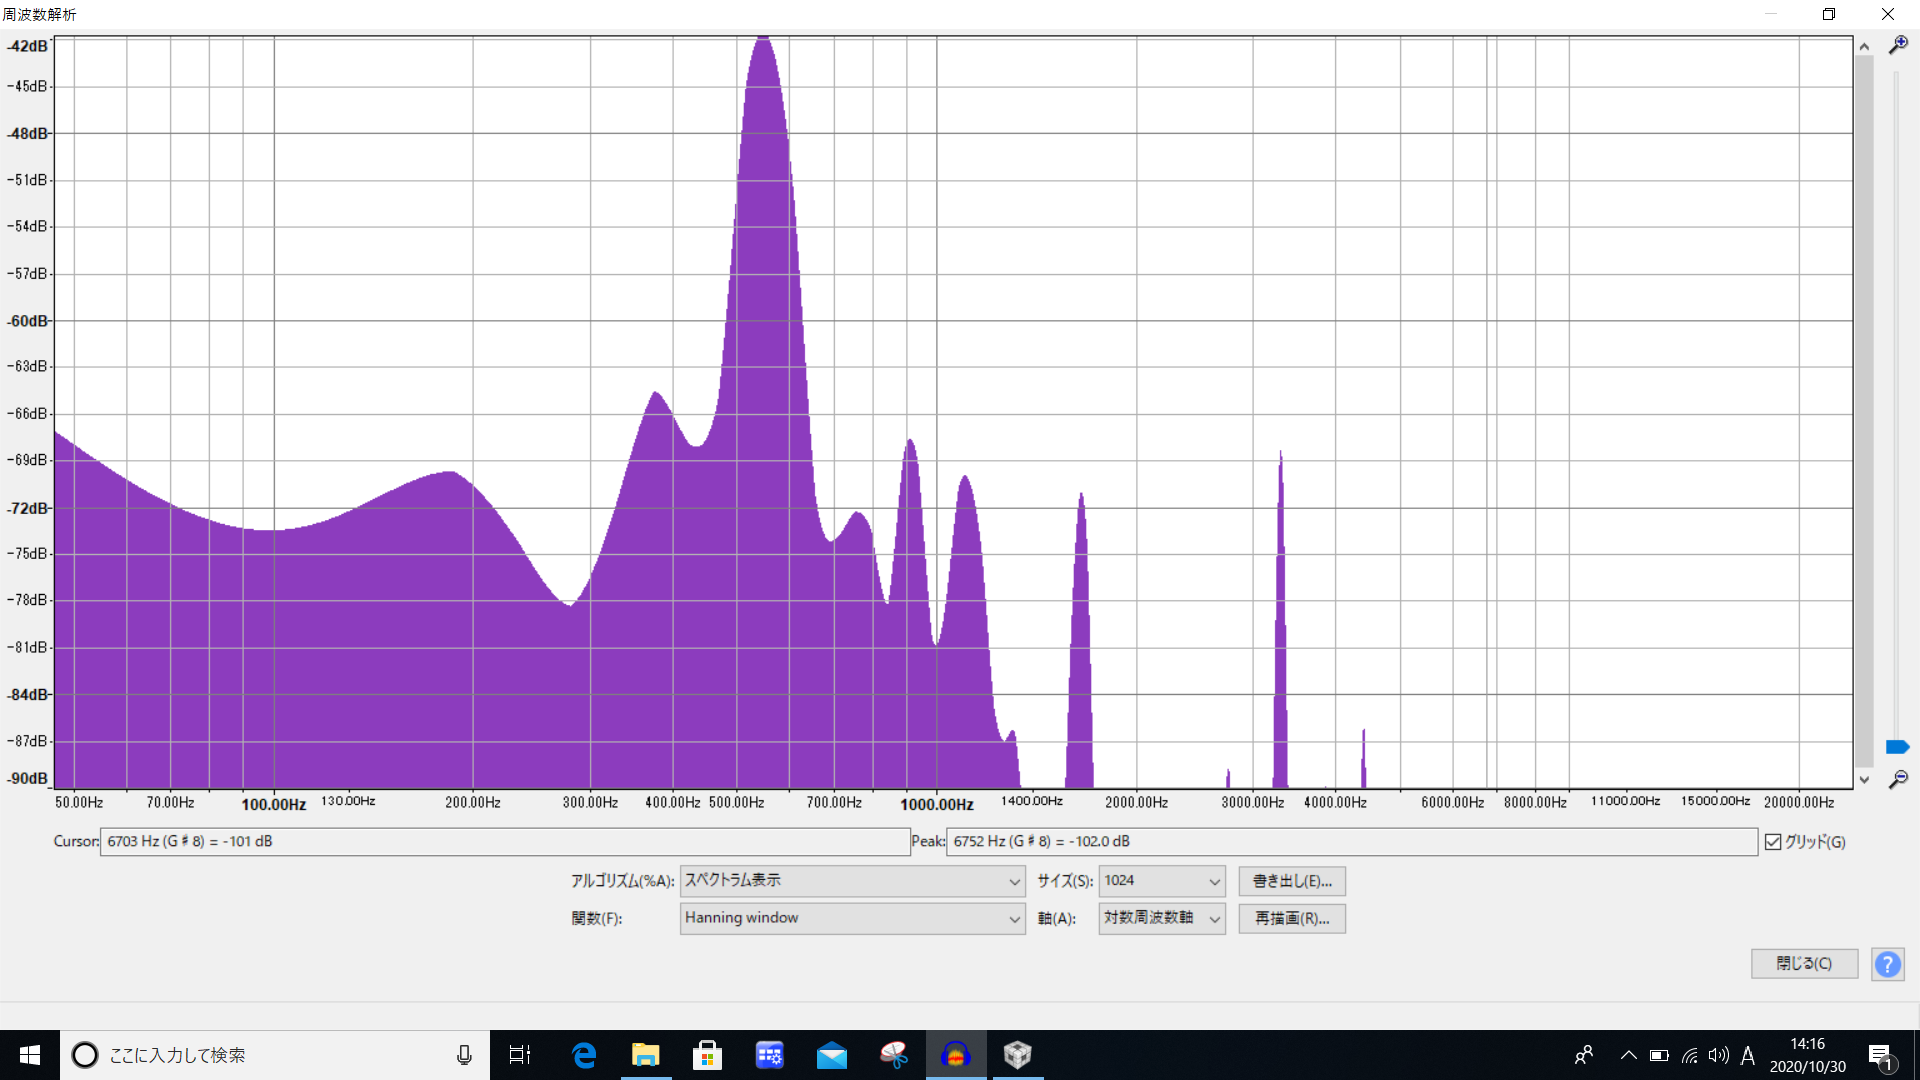 周波数解析
-42dB
-45dB
-48dB
-51dB
-54dB
-57dB
-60dB
-63dB
-66dB
-69dB
-72dB
-75dB
-78dB
-81dB
-84dB
-87dB
-90dB
50.00Hz 70.00Hz 100.00Hz 130.00Hz 200.00Hz 300.00Hz 400.00Hz 500.00Hz 700.00Hz 1000.00Hz 1400.00Hz 2000.00Hz 3000.00Hz 4000.00Hz 6000.00Hz 8000.00Hz 11000.00Hz 15000.00Hz 20000.00Hz
Cursor: 6703 Hz (G♯8) = -101 dB Peak: 6752 Hz (G♯8) = -102.0 dB グリッド(G)
アルゴリズム(%A): スペクトラム表示 サイズ(S): 1024 書き出し(E)...
関数(F): Hanning window 軸(A): 対数周波数軸 再描画(R)...
閉じる(C) ?
ここに入力して検索
A
14:16
2020/10/30
1